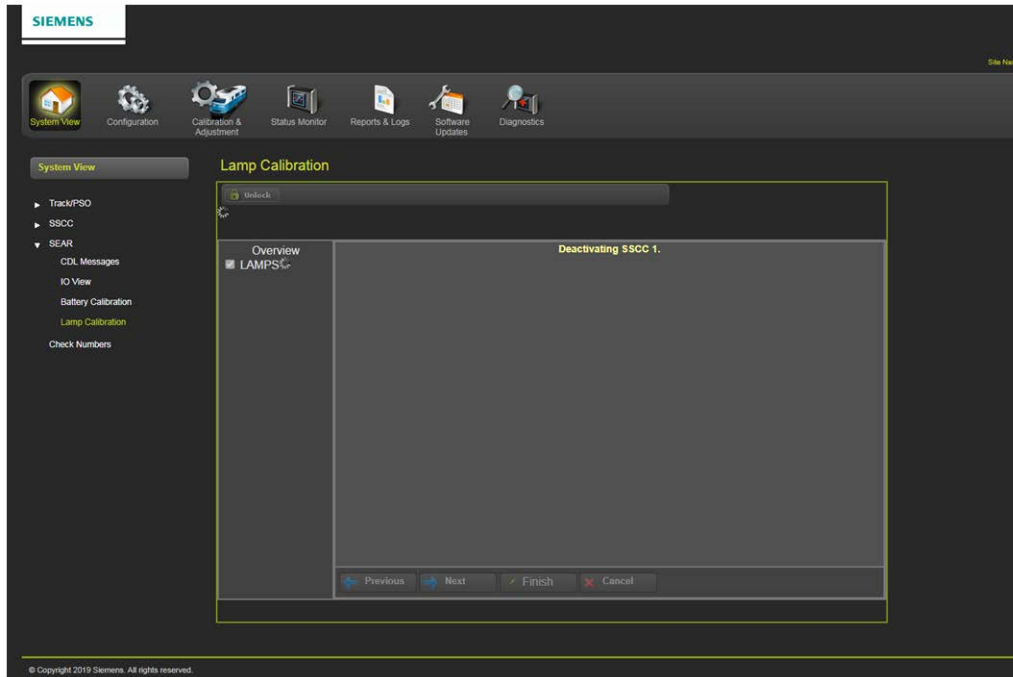 SIEMENS
Site Na
System View
Configuration
Calibration &
Adjustment
Status Monitor
Reports & Logs
Software
Updates
Diagnostics
System View
Lamp Calibration
Unlock
Track/PSO
SSCC
SEAR
CDL Messages
IO View
Battery Calibration
Lamp Calibration
Check Numbers
Overview
LAMPS
Deactivating SSCC 1.
Previous
Next
Finish
Cancel
© Copyright 2019 Siemens. All rights reserved.